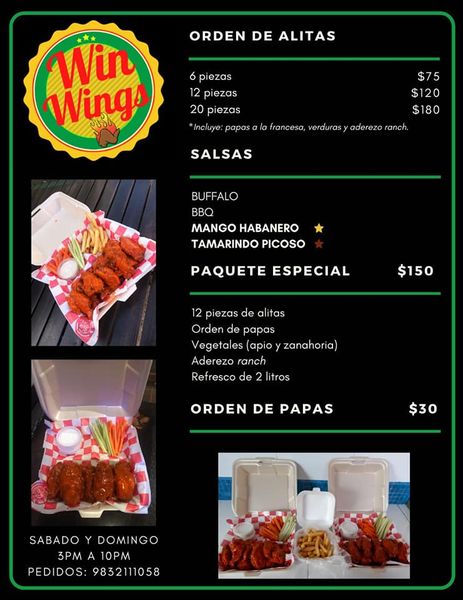 Win
Wings
ORDEN DE ALITAS
6 piezas $75
12 piezas $120
20 piezas $180
*Incluye: papas a la francesa, verduras y aderezo ranch.
SALSAS
BUFFALO
BBQ
MANGO HABANERO
TAMARINDO PICOSO
PAQUETE ESPECIAL $150
12 piezas de alitas
Orden de papas
Vegetales (apio y zanahoria)
Aderezo ranch
Refresco de 2 litros
ORDEN DE PAPAS $30
SABADO Y DOMINGO
3PM A 10PM
PEDIDOS: 9832111058